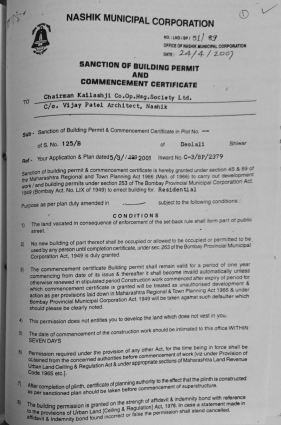 NASHIK MUNICIPAL CORPORATION
NO.: LND / BP / 51 / 89
OFFICE OF NASHIK MUNICIPAL CORPORATION
DATE :- 24/4/2001
SANCTION OF BUILDING PERMIT
AND
COMMENCEMENT CERTIFICATE
TO
Chairman Kailashji Co.Op.Hsg.Society Ltd.
C/o. Vijay Patel Architect, Nashik
Sub :- Sanction of Building Permit & Commencement Certificate in Plot No. —
of S. No. 125/B of Deolali Shiwar
Ref :- Your Application & Plan dated 5/3/ 2001 Inward No. C-3/BP/2379
Sanction of building permit & commencement certificate is hereby granted under section 45 & 69 of
the Maharashtra Regional and Town Planning Act 1966 (Mah. of 1966) to carry out development
work / and building permits under section 253 of The Bombay Provincial Municipal Corporation Act.
1949 (Bombay Act. No. LIX of 1949) to erect building for Residential
Purpose as per plan duly amended in subject to the following conditions.
CONDITIONS
1) The land vacated in consequence of enforcement of the set-back rule shall form part of public
street.
2) No new building of part thereof shall be occupied or allowed to be occupied or permitted to be
used by any person until completion certificate, under sec. 263 of the Bombay Provincial Municipal
Corporation Act, 1949 is duly granted.
3) The commencement certificate Building permit shall remain valid for a period of one year
commencing from date of its issue & thereafter it shall become invalid automatically unless
otherwise renewed in stipulated period Construction work commenced after expiry of period for
which commencement certificate is granted will be treated as unauthorised development &
action as per provisions laid down in Maharashtra Regional & Town Planning Act 1966 & under
Bombay Provincial Municipal Corporation Act. 1949 will be taken against such defaulter which
should please be clearly noted.
4) This permission does not entitles you to develop the land which does not vest in you.
5) The date of commencement of the construction work should be intimated to this office WITHIN
SEVEN DAYS
6) Permission required under the provision of any other Act, for the time being in force shall be
obtained from the concerned authorities before commencement of work (viz under Provision of
Urban Land Ceiling & Regulation Act & under appropriate sections of Maharashtra Land Revenue
Code 1966 etc.)
7) After completion of plinth, certificate of planning authority to the effect that the plinth is constructed
as per sanctioned plan should be taken before commencement of superstructure.
8) The building permission is granted on the strength of affidavit & indemnity bond with reference
to the provisions of Urban Land (Ceiling & Regulation) Act, 1976. In case a statement made in
affidavit & indemnity bond found incorrect or false the permission shall stand cancelled.